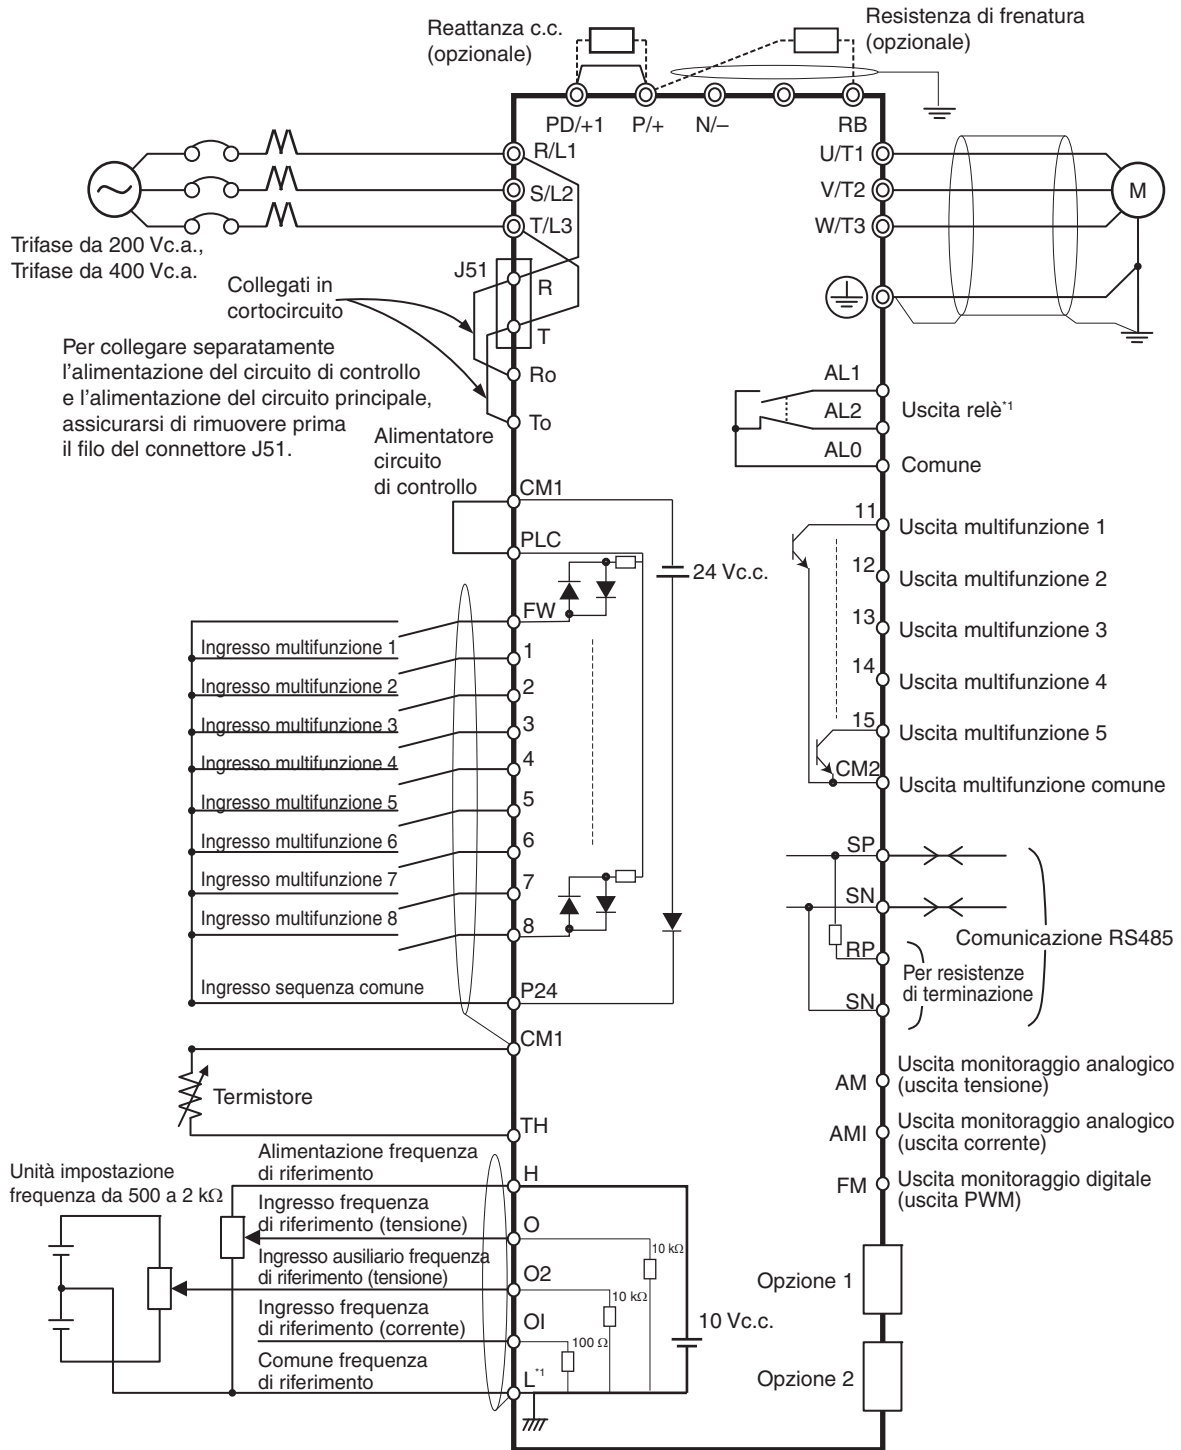 Reattanza c.c.
(opzionale)
Resistenza di frenatura
(opzionale)
PD/+1
P/+
N/–
RB
R/L1
S/L2
T/L3
Trifase da 200 Vc.a.,
Trifase da 400 Vc.a.
U/T1
V/T2
W/T3
M
J51
R
T
Collegati in
cortocircuito
Per collegare separatamente
l'alimentazione del circuito di controllo
e l'alimentazione del circuito principale,
assicurarsi di rimuovere prima
il filo del connettore J51.
Ro
To
Alimentatore
circuito
di controllo
AL1
AL2
Uscita relè*1
AL0
Comune
CM1
PLC
24 Vc.c.
FW
Ingresso multifunzione 1
1
Ingresso multifunzione 2
2
Ingresso multifunzione 3
3
Ingresso multifunzione 4
4
Ingresso multifunzione 5
5
Ingresso multifunzione 6
6
Ingresso multifunzione 7
7
Ingresso multifunzione 8
8
Ingresso sequenza comune
P24
CM1
Termistore
TH
11
Uscita multifunzione 1
12
Uscita multifunzione 2
13
Uscita multifunzione 3
14
Uscita multifunzione 4
15
Uscita multifunzione 5
CM2
Uscita multifunzione comune
SP
SN
Comunicazione RS485
RP
Per resistenze
di terminazione
SN
AM
Uscita monitoraggio analogico
(uscita tensione)
AMI
Uscita monitoraggio analogico
(uscita corrente)
FM
Uscita monitoraggio digitale
(uscita PWM)
Unità impostazione
frequenza da 500 a 2 kΩ
Alimentazione frequenza
di riferimento
H
Ingresso frequenza
di riferimento (tensione)
O
10 kΩ
Ingresso ausiliario frequenza
di riferimento (tensione)
O2
10 kΩ
Ingresso frequenza
di riferimento (corrente)
OI
100 Ω
10 Vc.c.
Comune frequenza
di riferimento
L*1
Opzione 1
Opzione 2